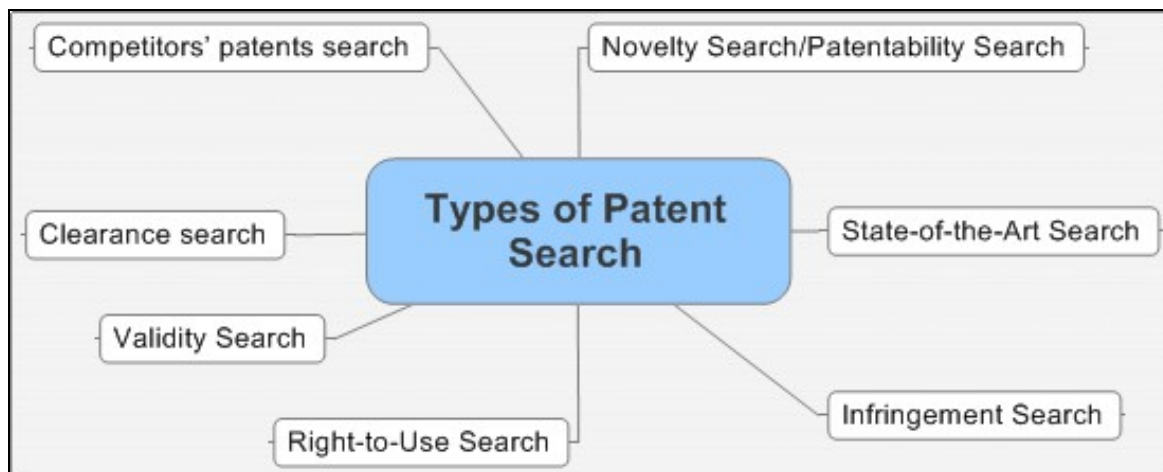 Competitors’ patents search
Novelty Search/Patentability Search
Types of Patent
Search
Clearance search
State-of-the-Art Search
Validity Search
Infringement Search
Right-to-Use Search